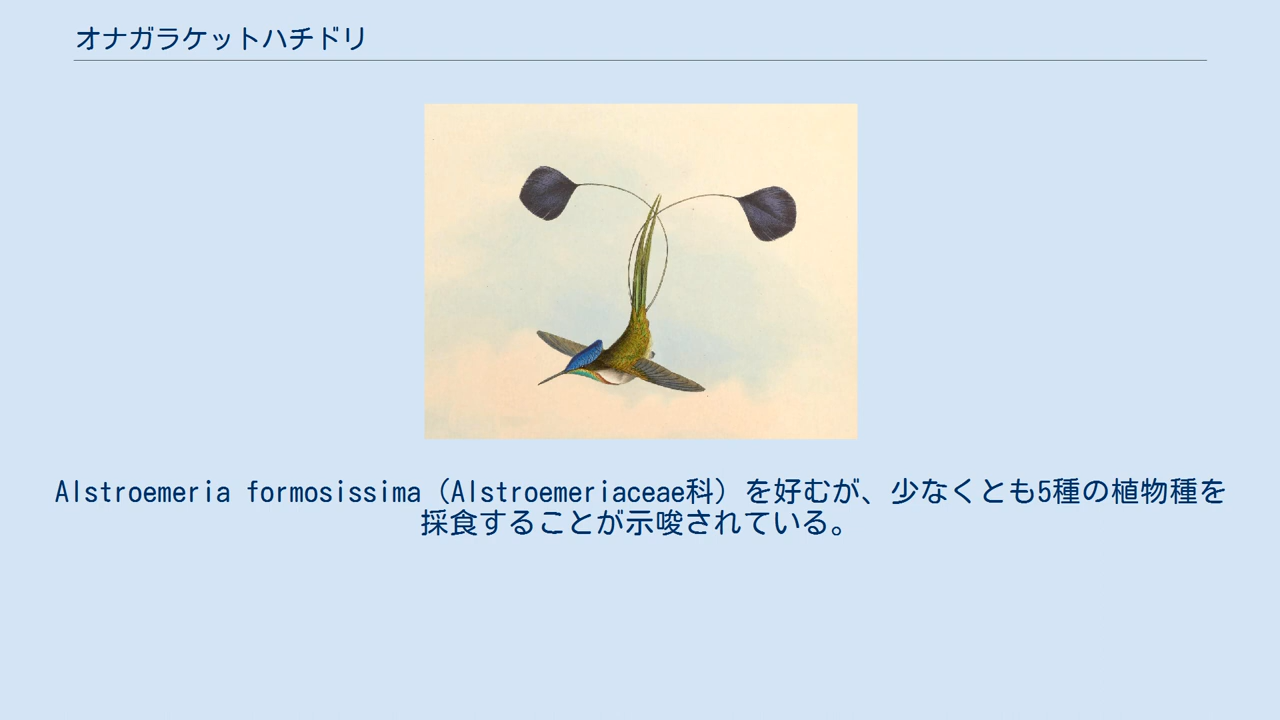 オナガラケットハチドリ
Alstroemeria formosissima（Alstroemeriaceae科）を好むが、少なくとも5種の植物種を
採食することが示唆されている。